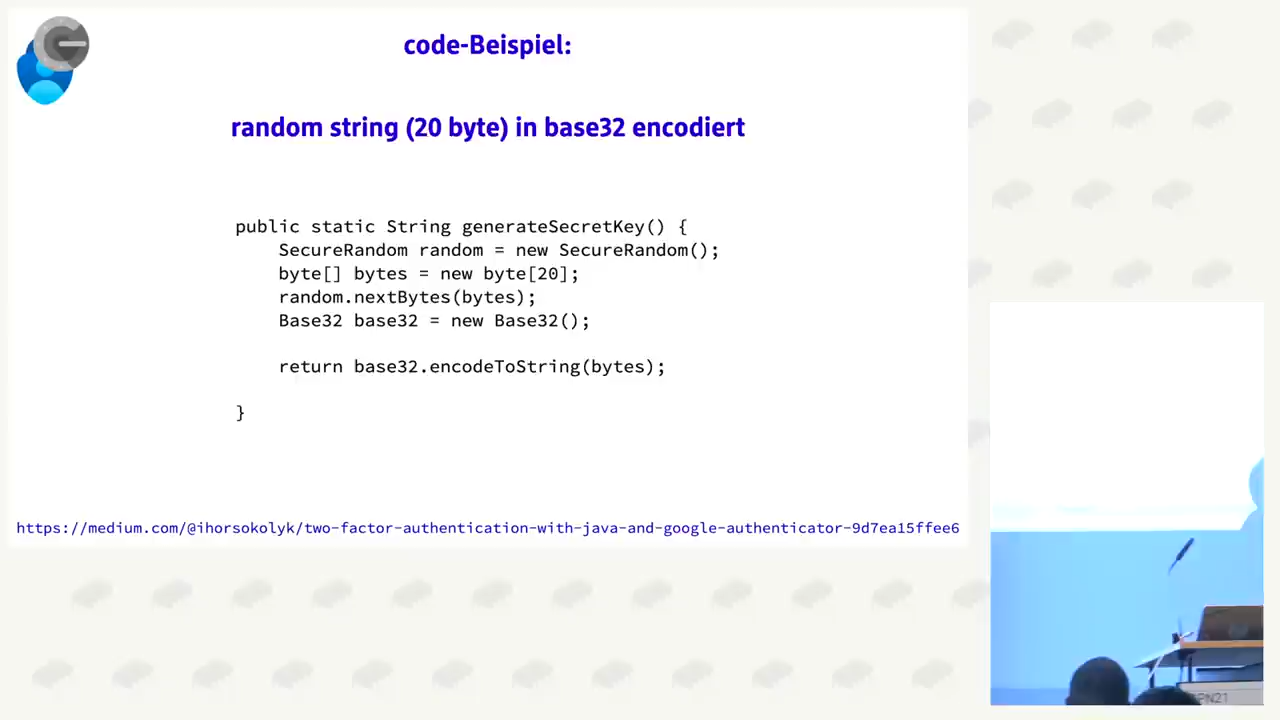 code-Beispiel:
random string (20 byte) in base32 encodiert
public static String generateSecretKey() {
    SecureRandom random = new SecureRandom();
    byte[] bytes = new byte[20];
    random.nextBytes(bytes);
    Base32 base32 = new Base32();
    return base32.encodeToString(bytes);
}
https://medium.com/@ihorsokolyk/two-factor-authentication-with-java-and-google-authenticator-9d7ea15ffee6
GPN21